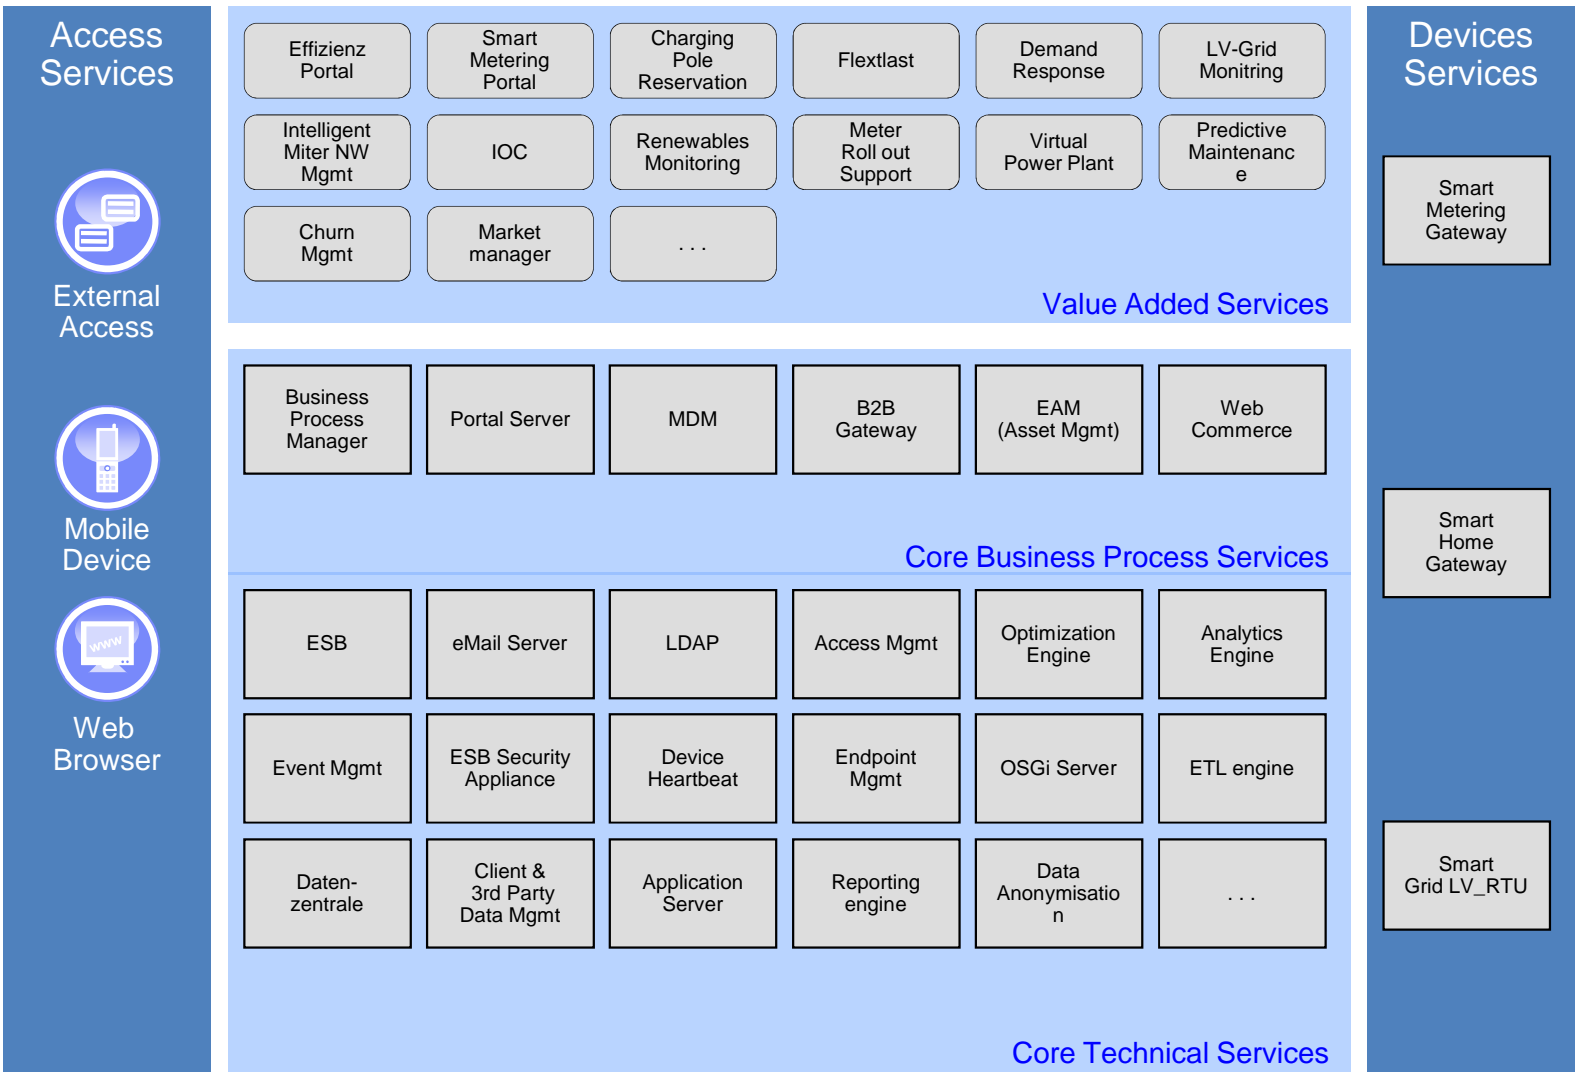 Access
Services
External
Access
Mobile
Device
www
Web
Browser
Effizienz
Portal
Smart
Metering
Portal
Charging
Pole
Reservation
Flextlast
Demand
Response
LV-Grid
Monitring
Intelligent
Miter NW
Mgmt
IOC
Renewables
Monitoring
Meter
Roll out
Support
Virtual
Power Plant
Predictive
Maintenanc
e
Churn
Mgmt
Market
manager
. . .
Value Added Services
Business
Process
Manager
Portal Server
MDM
B2B
Gateway
EAM
(Asset Mgmt)
Web
Commerce
Core Business Process Services
ESB
eMail Server
LDAP
Access Mgmt
Optimization
Engine
Analytics
Engine
Event Mgmt
ESB Security
Appliance
Device
Heartbeat
Endpoint
Mgmt
OSGi Server
ETL engine
Daten-
zentrale
Client &
3rd Party
Data Mgmt
Application
Server
Reporting
engine
Data
Anonymisatio
n
. . .
Core Technical Services
Devices
Services
Smart
Metering
Gateway
Smart
Home
Gateway
Smart
Grid LV_RTU